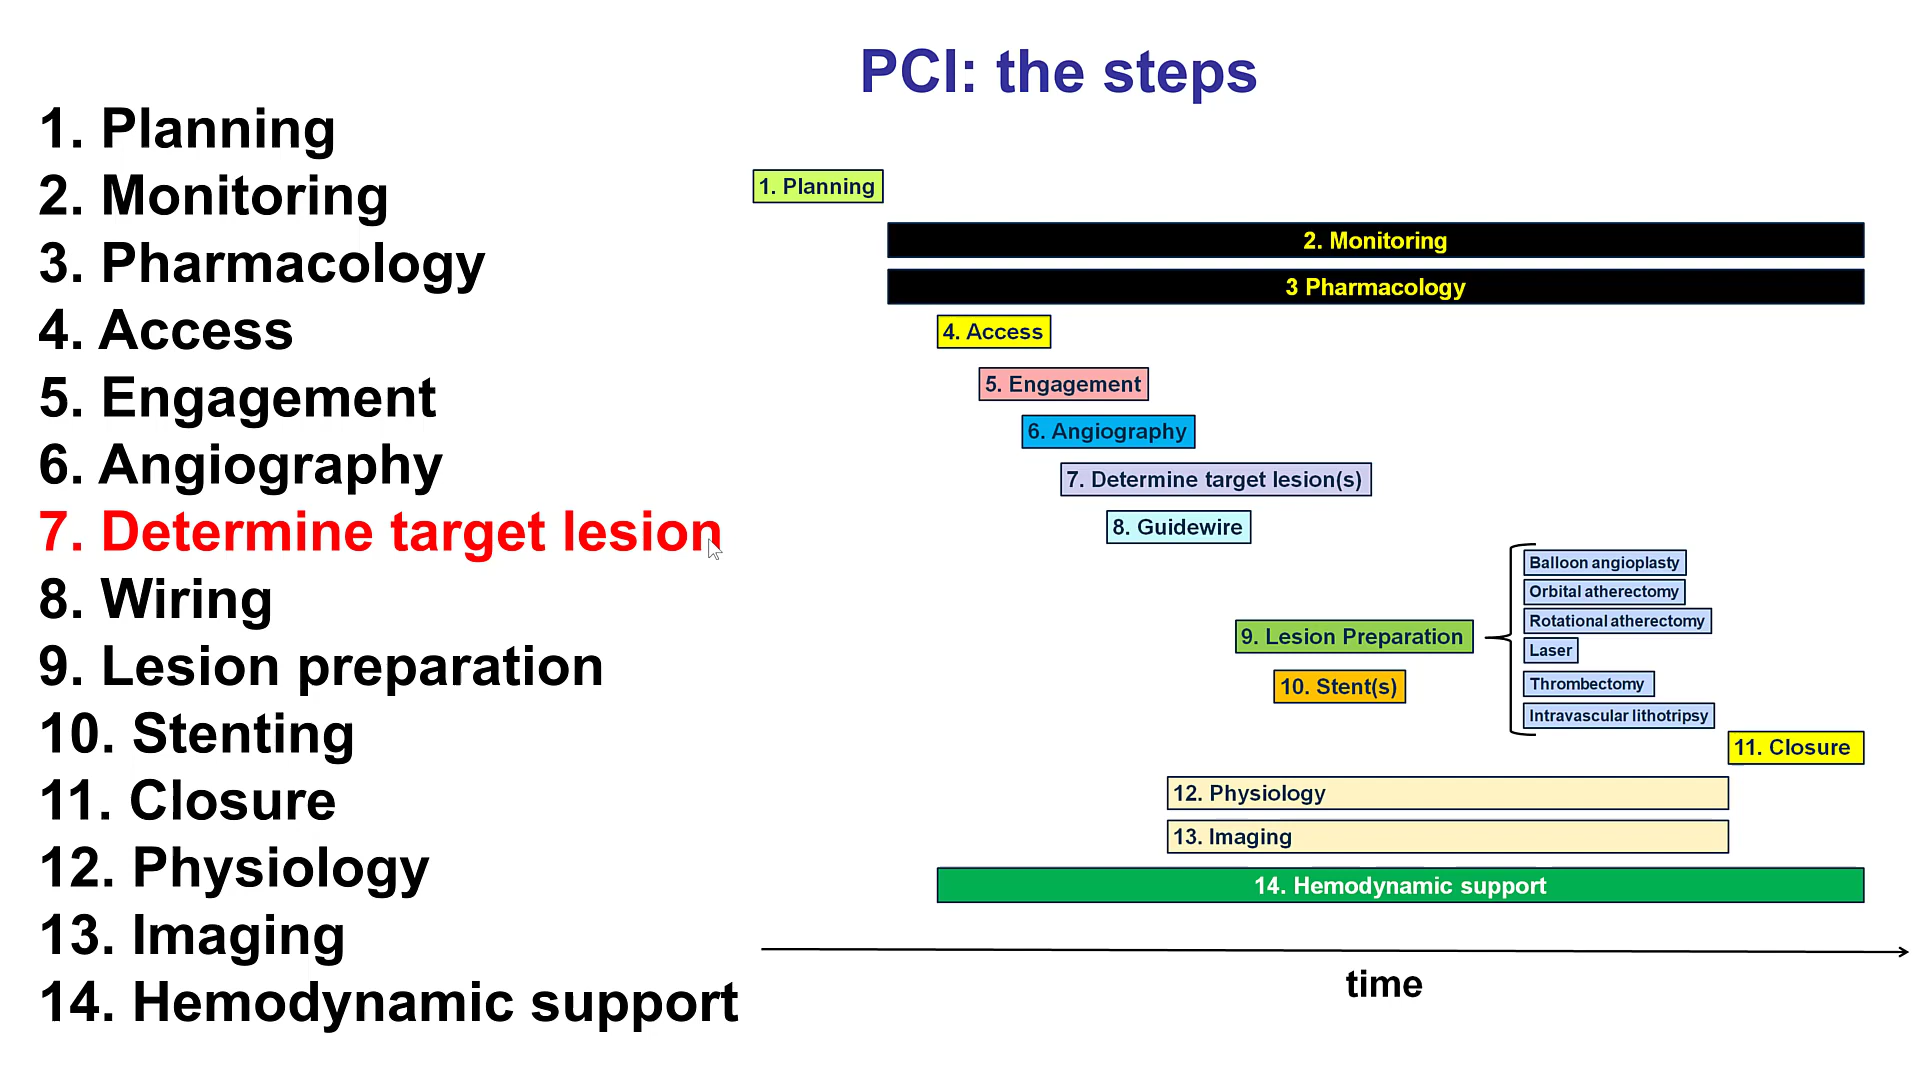 PCI: the steps
1. Planning
2. Monitoring
3. Pharmacology
4. Access
5. Engagement
6. Angiography
7. Determine target lesion
8. Wiring
9. Lesion preparation
10. Stenting
11. Closure
12. Physiology
13. Imaging
14. Hemodynamic support
1. Planning
2. Monitoring
3 Pharmacology
4. Access
5. Engagement
6. Angiography
7. Determine target lesion(s)
8. Guidewire
9. Lesion Preparation
Balloon angioplasty
Orbital atherectomy
Rotational atherectomy
Laser
Thrombectomy
Intravascular lithotripsy
10. Stent(s)
11. Closure
12. Physiology
13. Imaging
14. Hemodynamic support
time